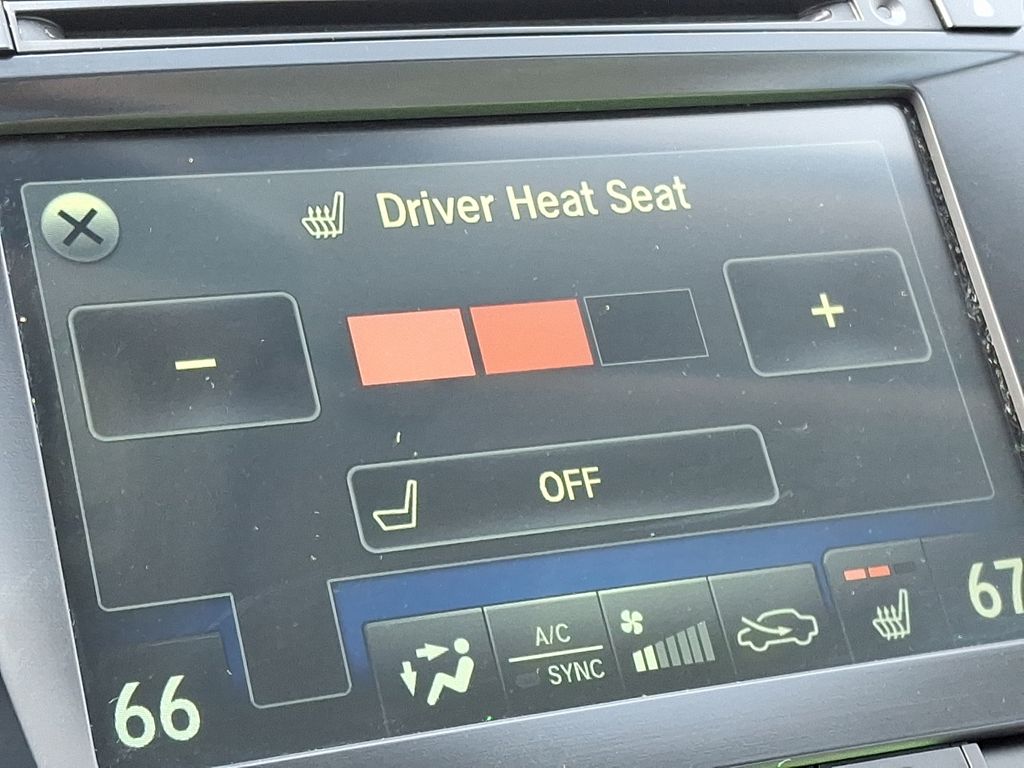 Driver Heat Seat
−
+
OFF
66
A/C
SYNC
67